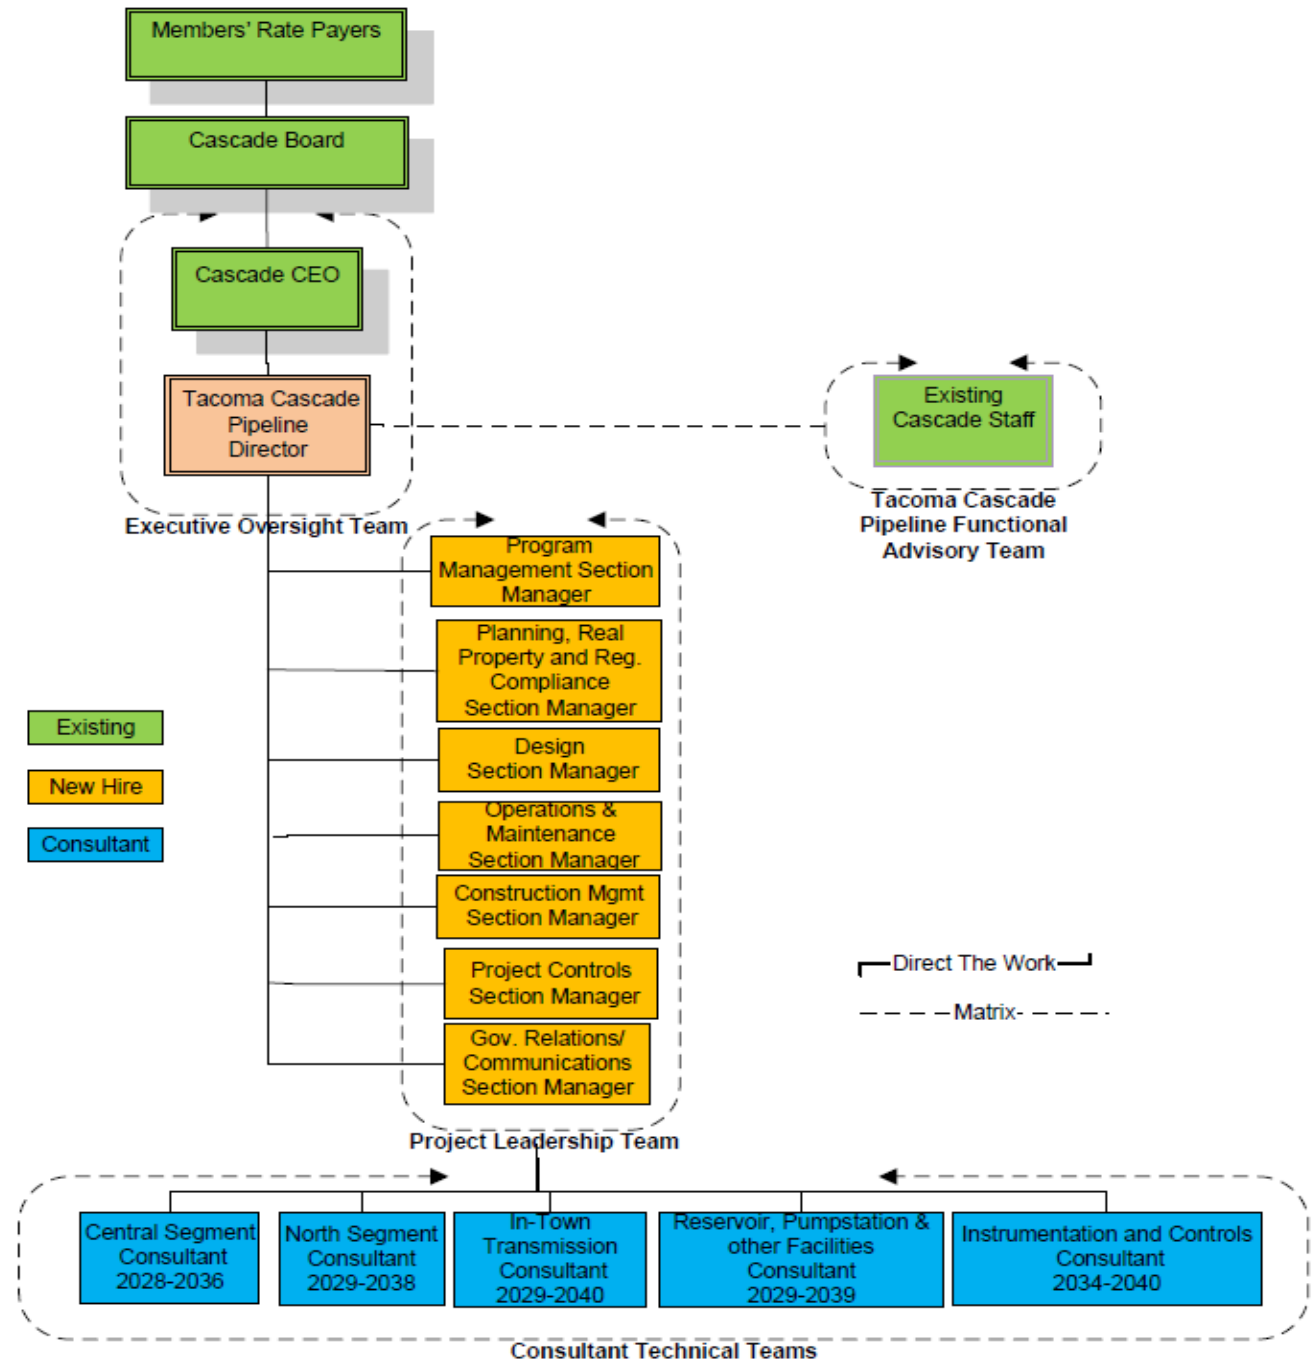 Members' Rate Payers
Cascade Board
Cascade CEO
Tacoma Cascade
Pipeline
Director
Executive Oversight Team
Existing
Cascade Staff
Tacoma Cascade
Pipeline Functional
Advisory Team
Program
Management Section
Manager
Planning, Real
Property and Reg.
Compliance
Section Manager
Design
Section Manager
Operations &
Maintenance
Section Manager
Construction Mgmt
Section Manager
Project Controls
Section Manager
Gov. Relations/
Communications
Section Manager
Project Leadership Team
Existing
New Hire
Consultant
Direct The Work
Matrix
Central Segment
Consultant
2028-2036
North Segment
Consultant
2029-2038
In-Town
Transmission
Consultant
2029-2040
Reservoir, Pumpstation &
other Facilities
Consultant
2029-2039
Instrumentation and Controls
Consultant
2034-2040
Consultant Technical Teams